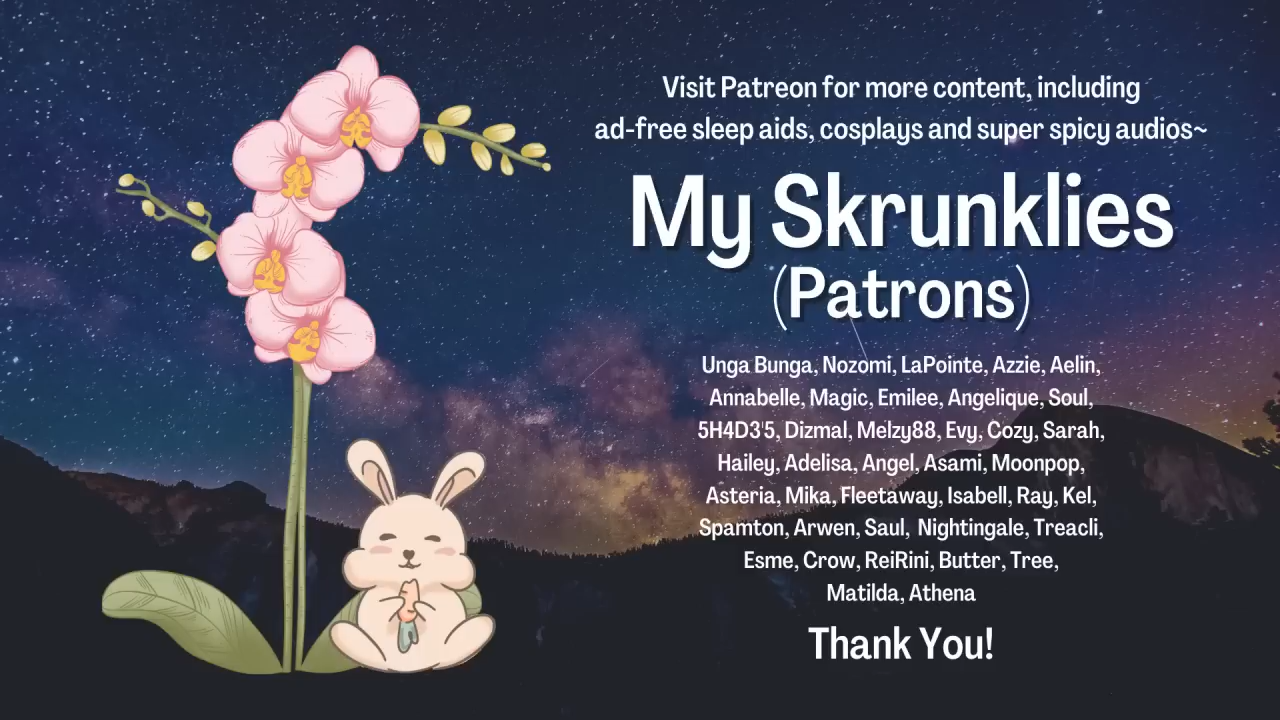 Visit Patreon for more content, including
ad-free sleep aids, cosplays and super spicy audios~
My Skrunklies
(Patrons)
Unga Bunga, Nozomi, LaPointe, Azzie, Aelin,
Annabelle, Magic, Emilee, Angelique, Soul,
5H4D3'5, Dizmal, Melzy88, Evy, Cozy, Sarah,
Hailey, Adelisa, Angel, Asami, Moonpop,
Asteria, Mika, Fleetaway, Isabell, Ray, Kel,
Spamton, Arwen, Saul, Nightingale, Treacli,
Esme, Crow, ReiRini, Butter, Tree,
Matilda, Athena
Thank You!